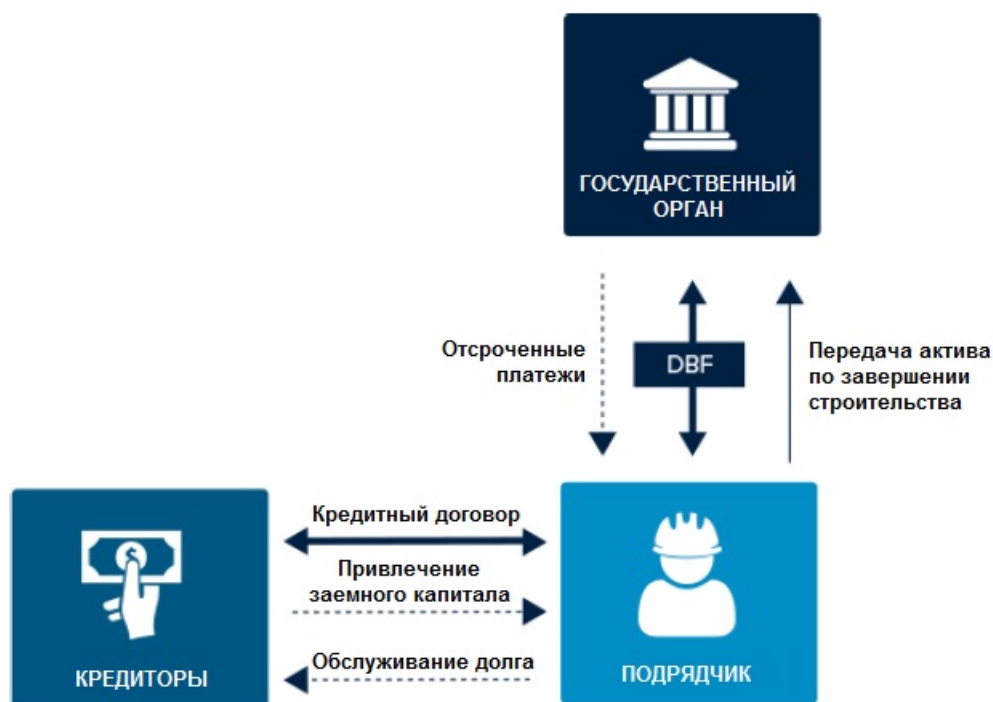 ГОСУДАРСТВЕННЫЙ
ОРГАН
Отсроченные
платежи
DBF
Передача актива
по завершении
строительства
Кредитный договор
Привлечение
заемного капитала
Обслуживание долга
КРЕДИТОРЫ
ПОДРЯДЧИК